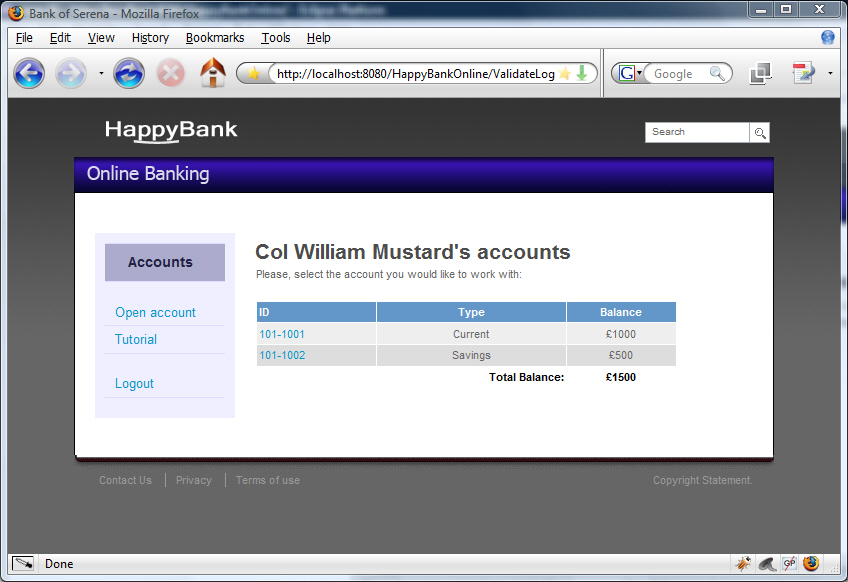 Bank of Serena - Mozilla Firefox
File Edit View History Bookmarks Tools Help
http://localhost:8080/HappyBankOnline/ValidateLog
G Google
HappyBank
Search
Online Banking
Accounts
Open account
Tutorial
Logout
Col William Mustard's accounts
Please, select the account you would like to work with:
ID Type Balance
101-1001 Current £1000
101-1002 Savings £500
Total Balance: £1500
Contact Us Privacy Terms of use Copyright Statement.
Done GP